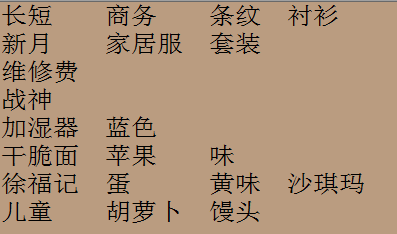 长短 商务 条纹 衬衫
新月 家居服 套装
维修费
战神
加湿器 蓝色
干脆面 苹果 味
徐福记 蛋 黄味 沙琪玛
儿童 胡萝卜 馒头